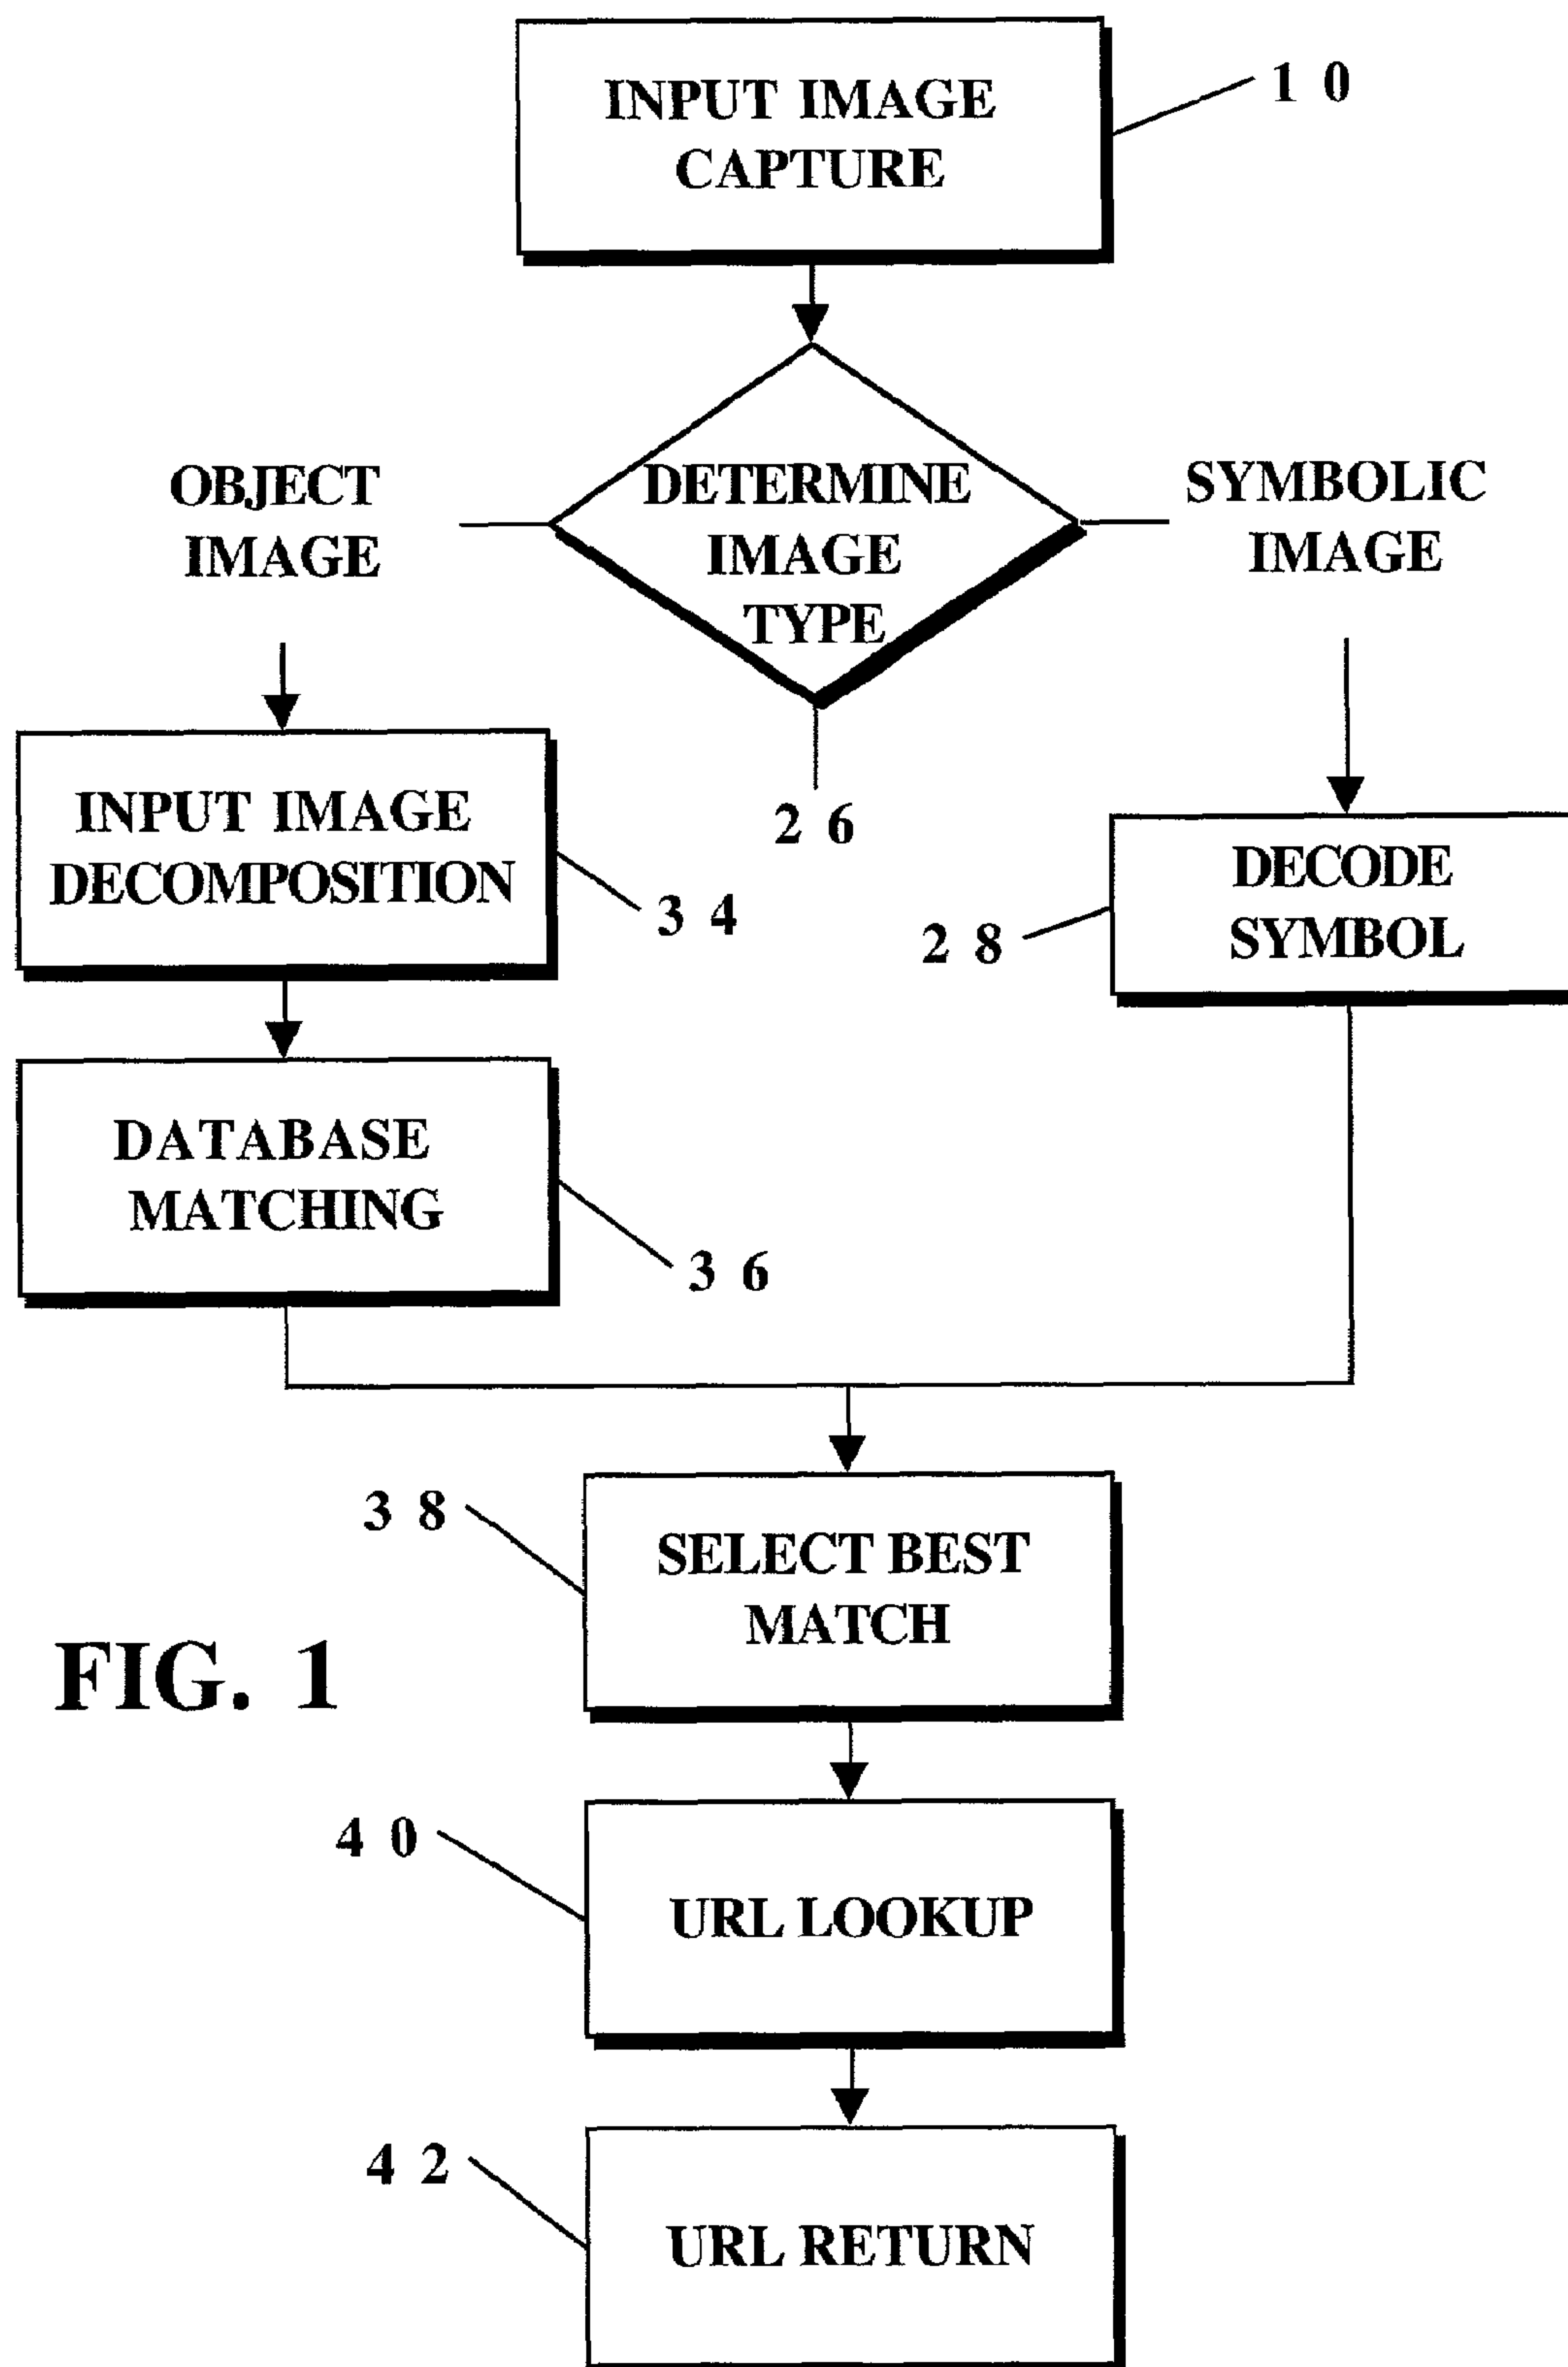 INPUT IMAGE
CAPTURE
1 0
OBJECT
IMAGE
DETERMINE
IMAGE
TYPE
SYMBOLIC
IMAGE
2 6
INPUT IMAGE
DECOMPOSITION
3 4
DECODE
SYMBOL
2 8
DATABASE
MATCHING
3 6
3 8
SELECT BEST
MATCH
FIG. 1
4 0
URL LOOKUP
4 2
URL RETURN